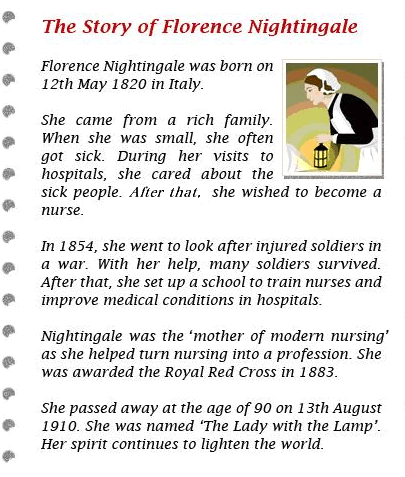 The Story of Florence Nightingale
Florence Nightingale was born on
12th May 1820 in Italy.
She came from a rich family.
When she was small, she often
got sick. During her visits to
hospitals, she cared about the
sick people. After that, she wished to become a
nurse.
In 1854, she went to look after injured soldiers in
a war. With her help, many soldiers survived.
After that, she set up a school to train nurses and
improve medical conditions in hospitals.
Nightingale was the ‘mother of modern nursing’
as she helped turn nursing into a profession. She
was awarded the Royal Red Cross in 1883.
She passed away at the age of 90 on 13th August
1910. She was named ‘The Lady with the Lamp’.
Her spirit continues to lighten the world.